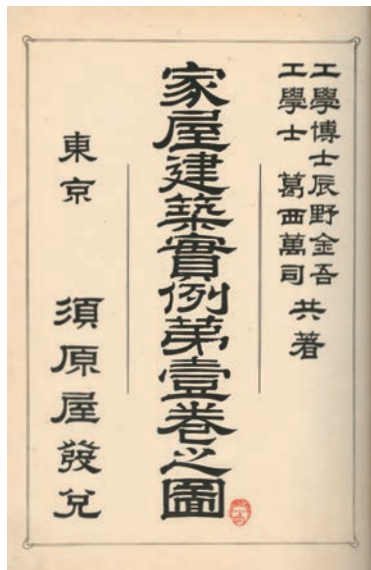 工學博士辰野金吾
工學士 葛西萬司
共著
家屋建築實例第壹卷之圖
東京 須原屋發兌